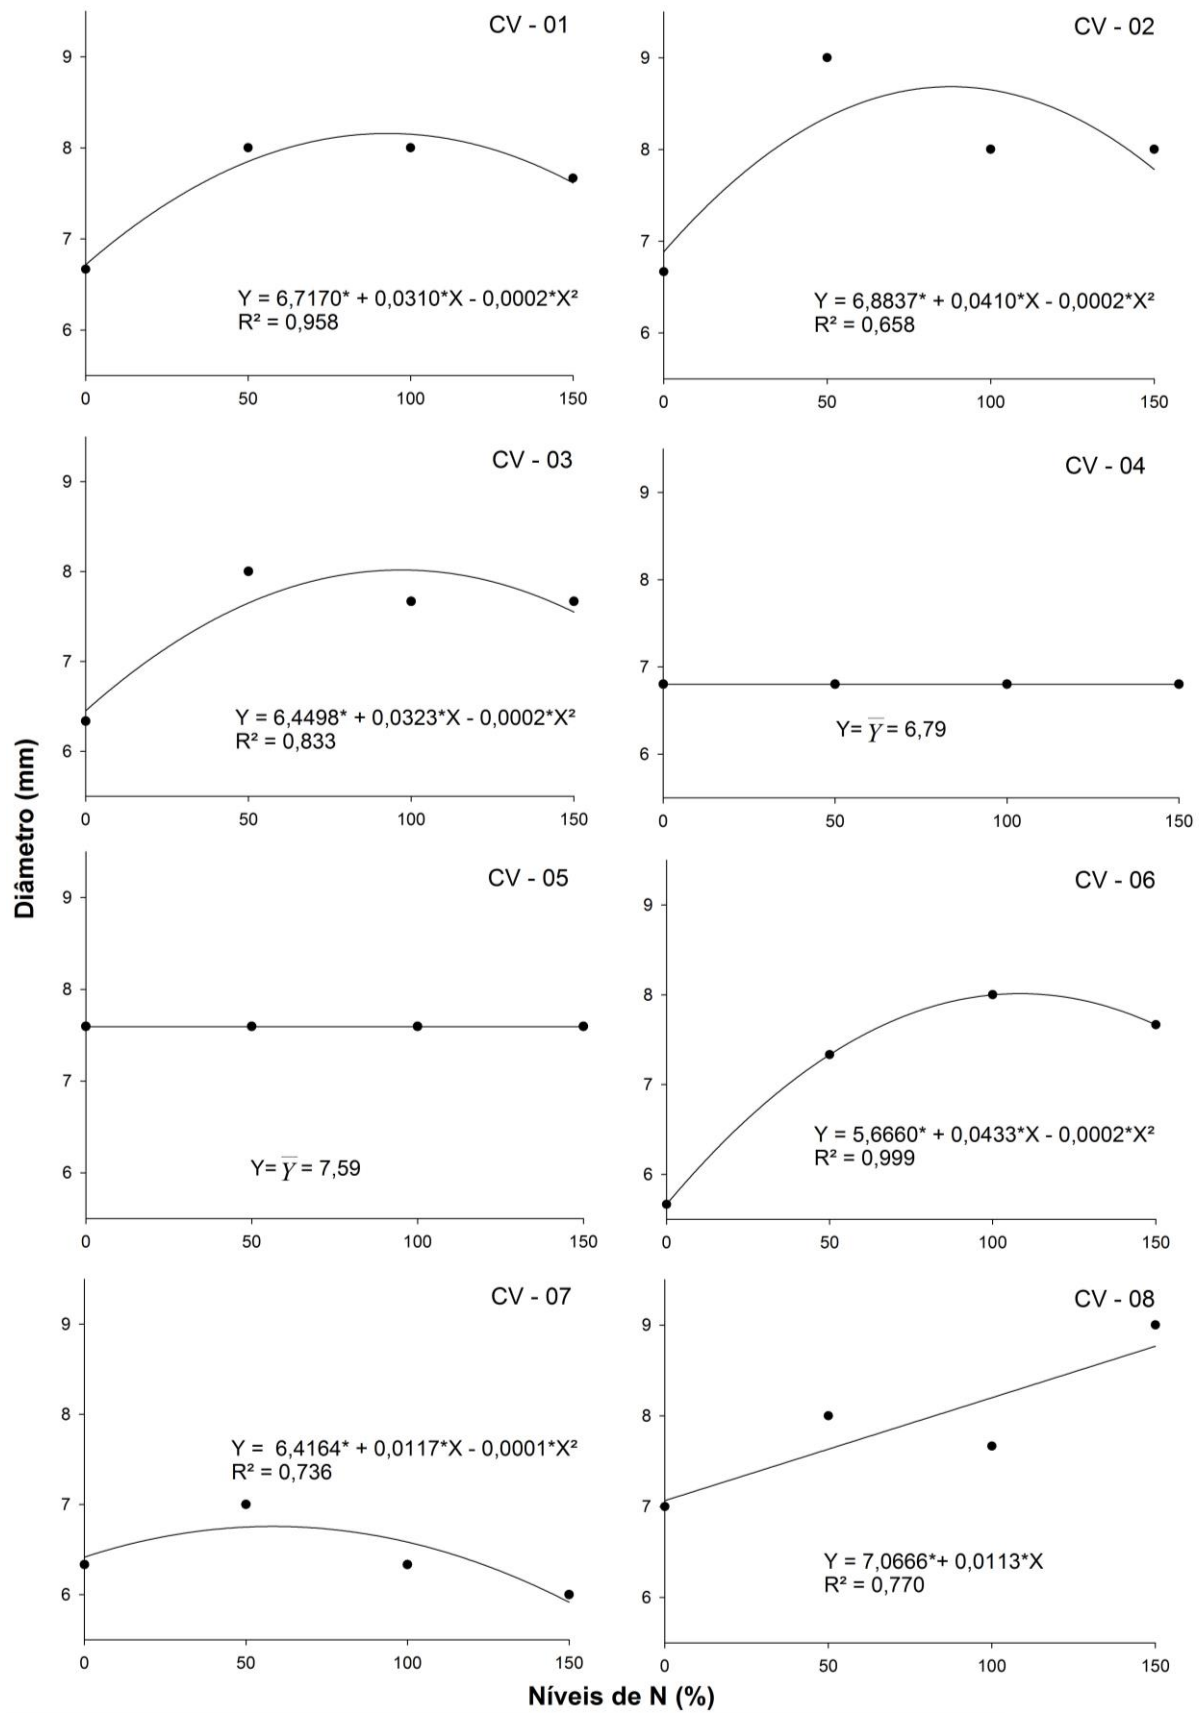 CV - 01
9
8
7
6
Y = 6,7170* + 0,0310*X - 0,0002*X²
R² = 0,958
0 50 100 150
CV - 02
9
8
7
6
Y = 6,8837* + 0,0410*X - 0,0002*X²
R² = 0,658
0 50 100 150
CV - 03
9
8
7
6
Y = 6,4498* + 0,0323*X - 0,0002*X²
R² = 0,833
0 50 100 150
CV - 04
9
8
7
6
Y= Y̅ = 6,79
0 50 100 150
Diâmetro (mm)
CV - 05
9
8
7
6
Y= Y̅ = 7,59
0 50 100 150
CV - 06
9
8
7
6
Y = 5,6660* + 0,0433*X - 0,0002*X²
R² = 0,999
0 50 100 150
CV - 07
9
8
7
6
Y = 6,4164* + 0,0117*X - 0,0001*X²
R² = 0,736
0 50 100 150
CV - 08
9
8
7
6
Y = 7,0666*+ 0,0113*X
R² = 0,770
0 50 100 150
Níveis de N (%)